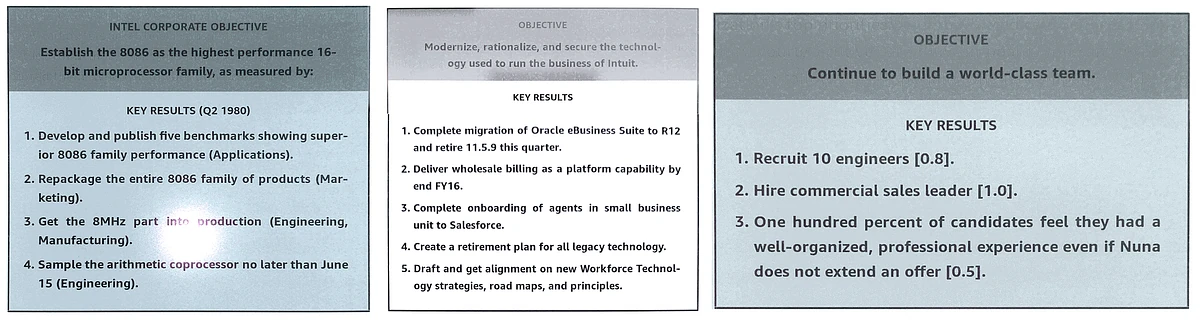 INTEL CORPORATE OBJECTIVE
Establish the 8086 as the highest performance 16-
bit microprocessor family, as measured by:
KEY RESULTS (Q2 1980)
1. Develop and publish five benchmarks showing super-
ior 8086 family performance (Applications).
2. Repackage the entire 8086 family of products (Mar-
keting).
3. Get the 8MHz part into production (Engineering,
Manufacturing).
4. Sample the arithmetic coprocessor no later than June
15 (Engineering).
OBJECTIVE
Modernize, rationalize, and secure the technol-
ogy used to run the business of Intuit.
KEY RESULTS
1. Complete migration of Oracle eBusiness Suite to R12
and retire 11.5.9 this quarter.
2. Deliver wholesale billing as a platform capability by
end FY16.
3. Complete onboarding of agents in small business
unit to Salesforce.
4. Create a retirement plan for all legacy technology.
5. Draft and get alignment on new Workforce Technol-
ogy strategies, road maps, and principles.
OBJECTIVE
Continue to build a world-class team.
KEY RESULTS
1. Recruit 10 engineers [0.8].
2. Hire commercial sales leader [1.0].
3. One hundred percent of candidates feel they had a
well-organized, professional experience even if Nuna
does not extend an offer [0.5].